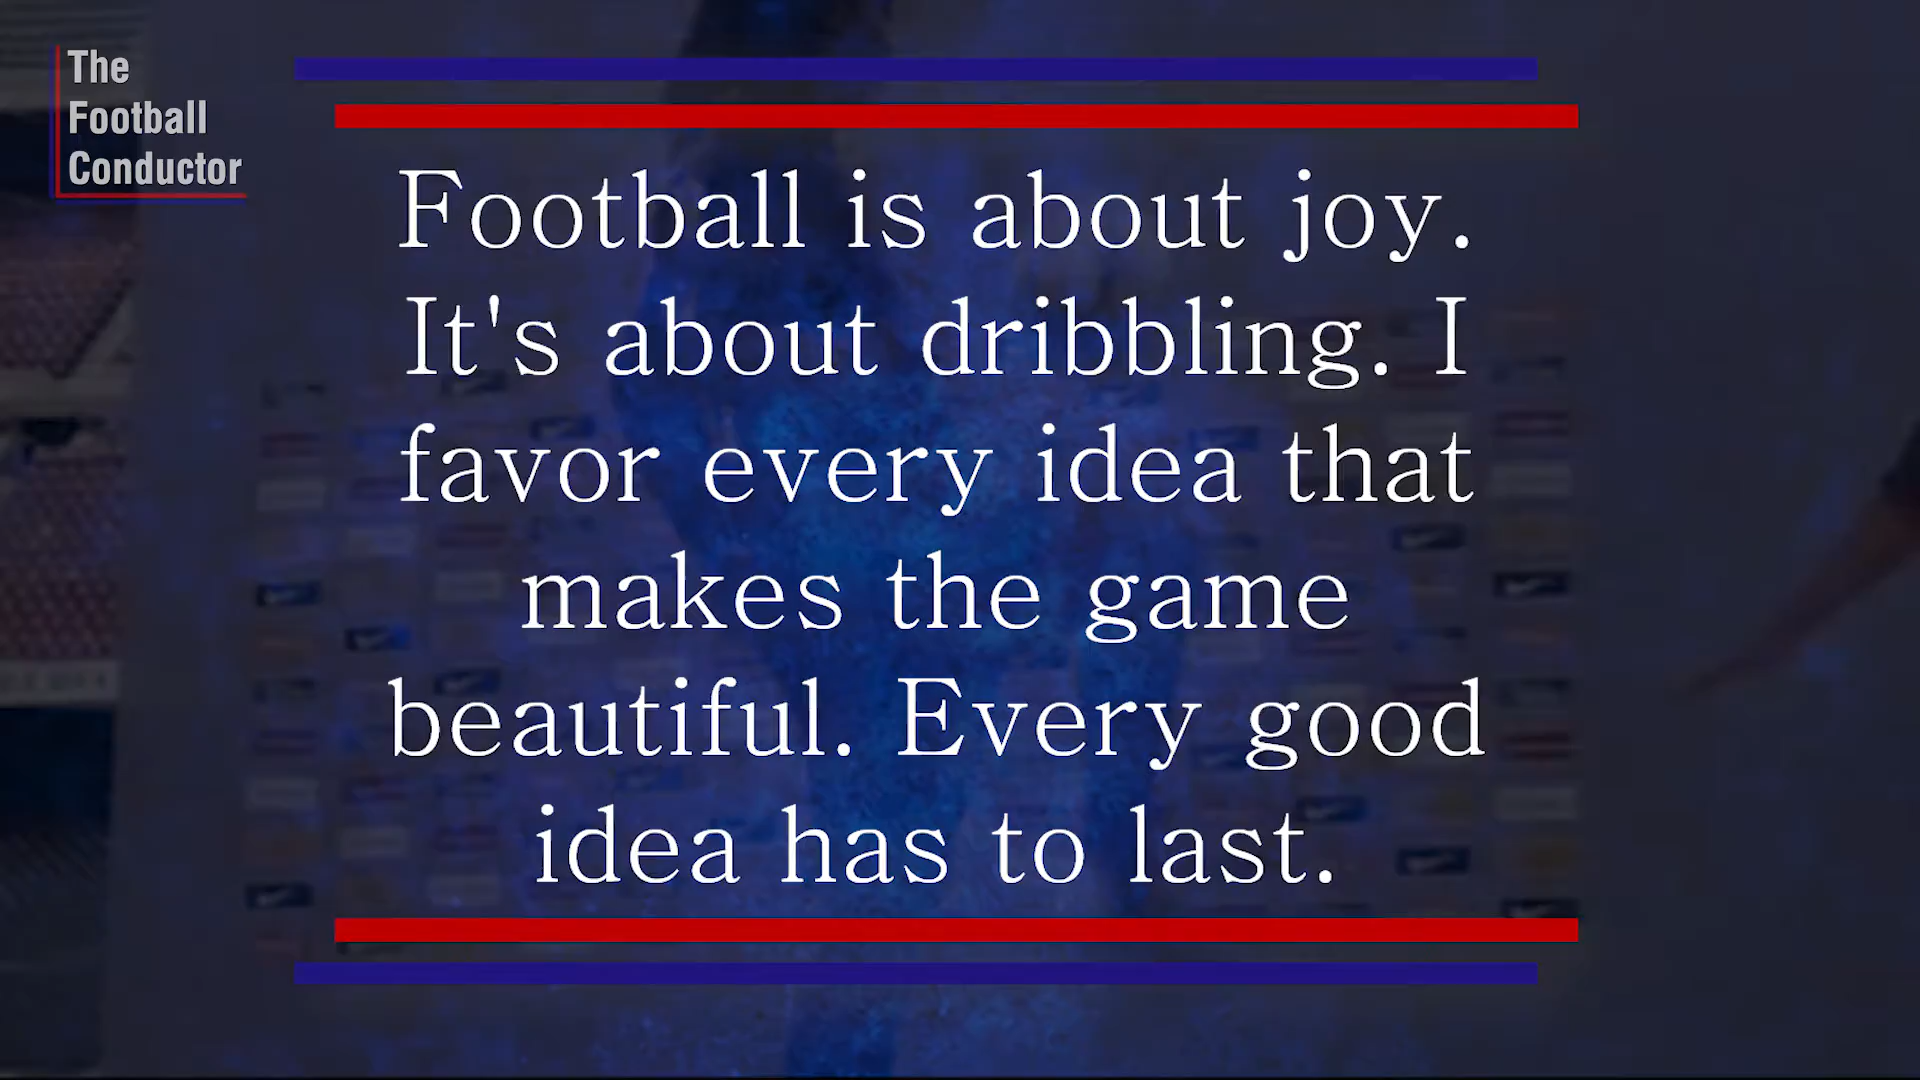 The
Football
Conductor
Football is about joy.
It's about dribbling. I
favor every idea that
makes the game
beautiful. Every good
idea has to last.